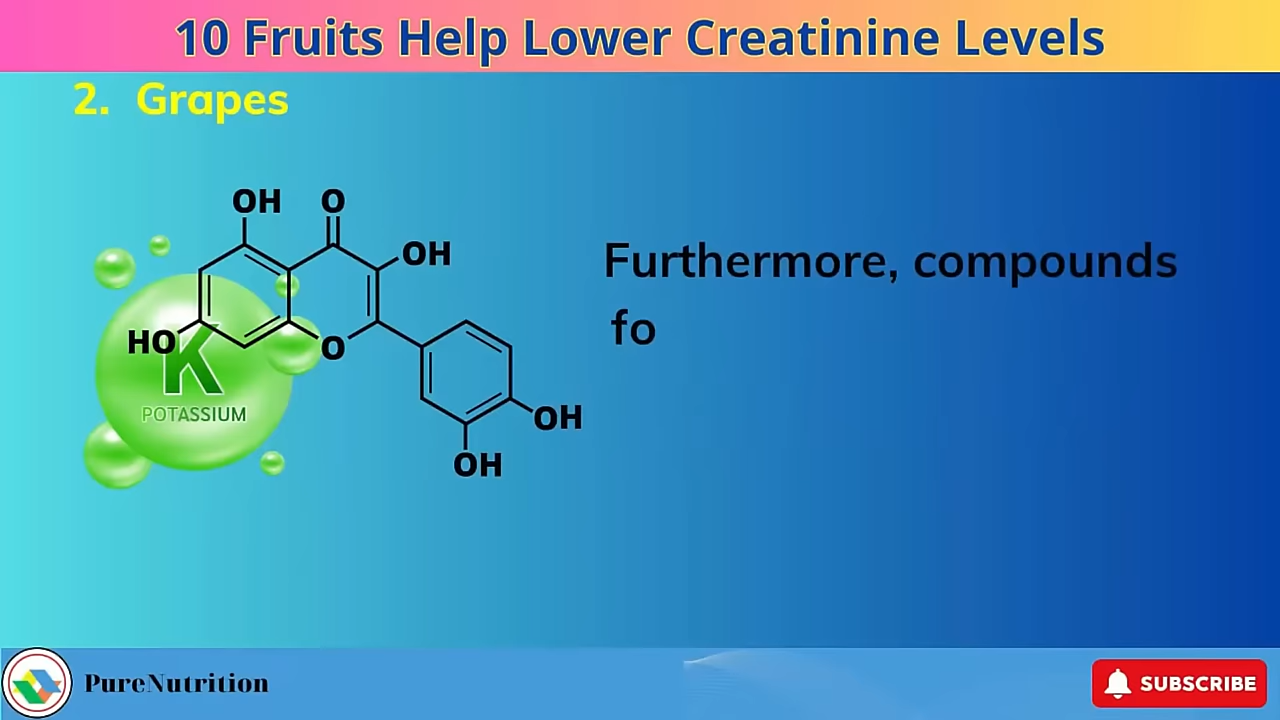 10 Fruits Help Lower Creatinine Levels
2. Grapes
OH
O
OH
HO
O
OH
OH
K
POTASSIUM
Furthermore, compounds
fo
PureNutrition
SUBSCRIBE